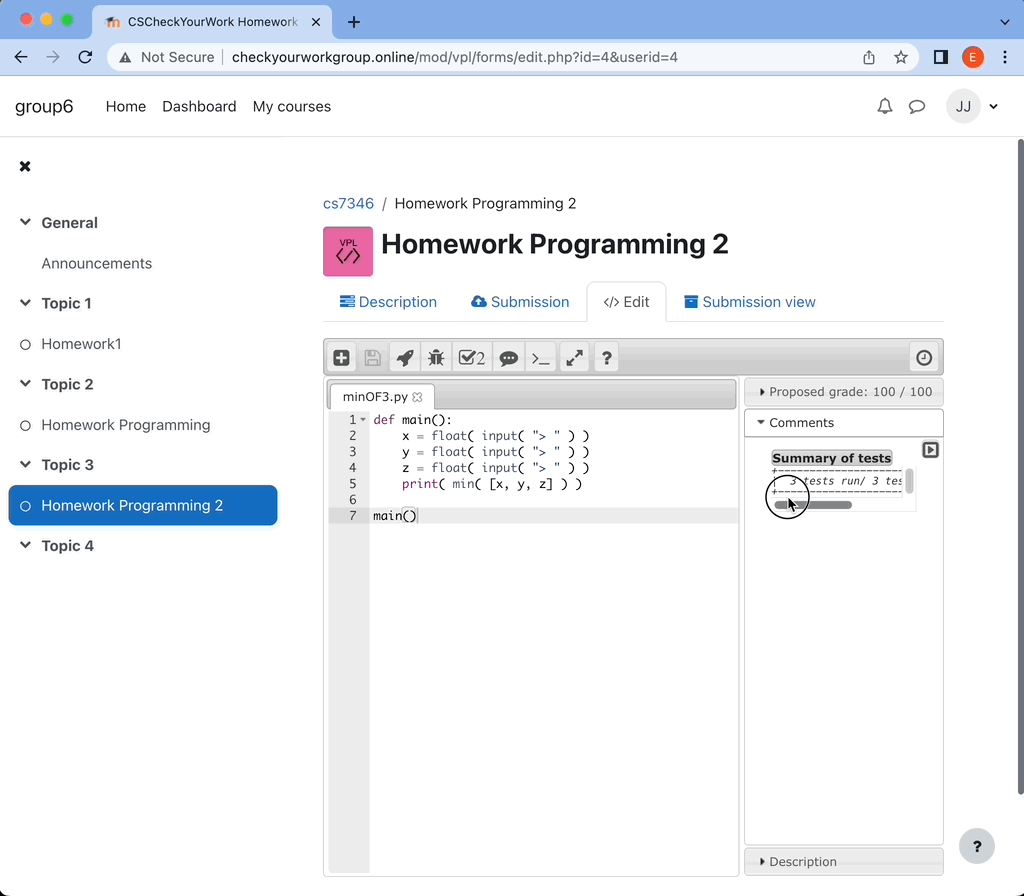 CSCheckYourWork Homework
Not Secure
checkyourworkgroup.online/mod/vpl/forms/edit.php?id=4&userid=4
E
group6
Home
Dashboard
My courses
JJ
General
Announcements
Topic 1
Homework1
Topic 2
Homework Programming
Topic 3
Homework Programming 2
Topic 4
cs7346 / Homework Programming 2
VPL
Homework Programming 2
Description
Submission
</> Edit
Submission view
2
>_
?
minOF3.py
1 def main():
2 x = float( input( "> " ) )
3 y = float( input( "> " ) )
4 z = float( input( "> " ) )
5 print( min( [x, y, z] ) )
6
7 main()
Proposed grade: 100 / 100
Comments
Summary of tests
3 tests run/ 3 tes
Description
?